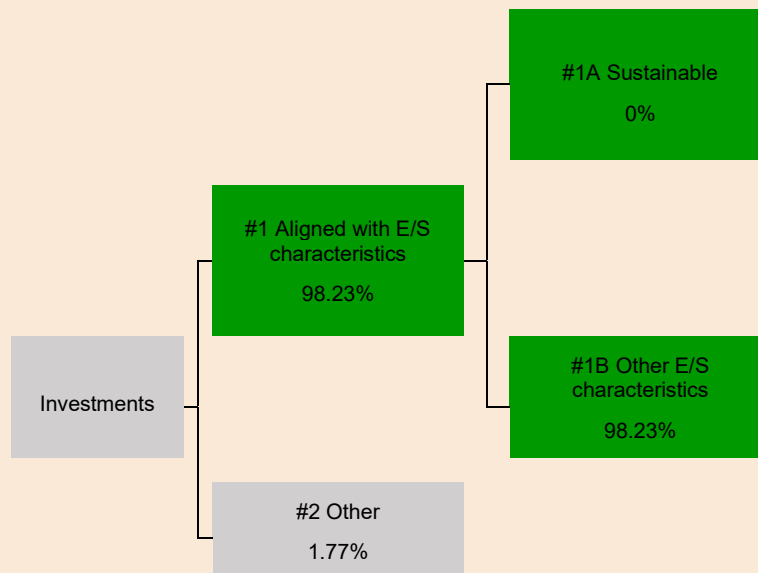 #1A Sustainable
0%
#1 Aligned with E/S
characteristics
98.23%
#1B Other E/S
characteristics
98.23%
Investments
#2 Other
1.77%